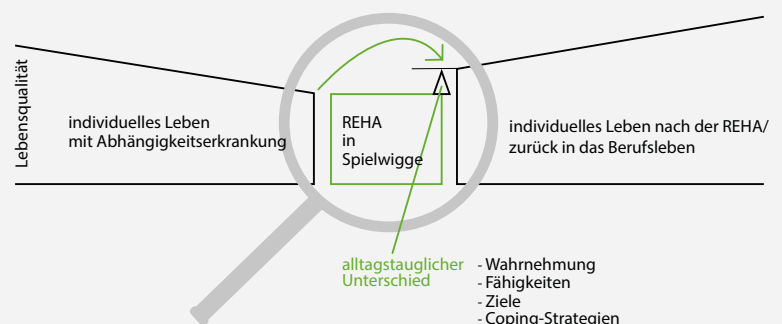 Lebensqualität
individuelles Leben
mit Abhängigkeitserkrankung
REHA
in
Spielwigge
individuelles Leben nach der REHA/
zurück in das Berufsleben
alltagstauglicher
Unterschied
- Wahrnehmung
- Fähigkeiten
- Ziele
- Coping-Strategien